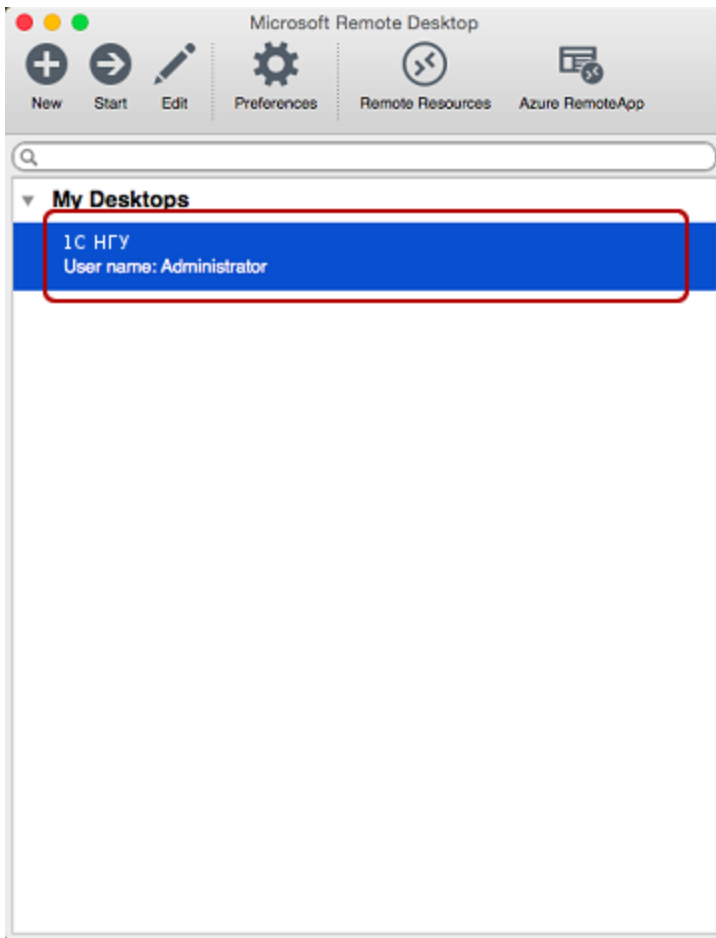 Microsoft Remote Desktop
New Start Edit Preferences Remote Resources Azure RemoteApp
My Desktops
1С НГУ
User name: Administrator